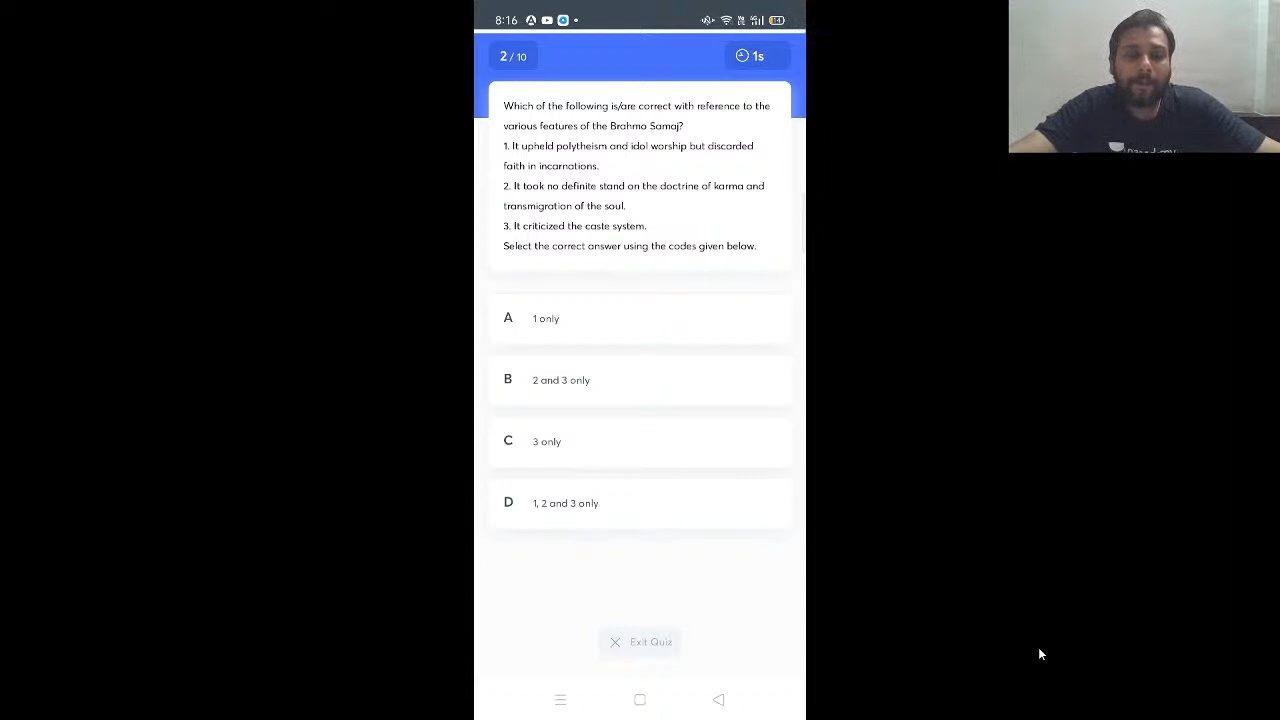 8:16
14
2 / 10
1s
Which of the following is/are correct with reference to the
various features of the Brahmo Samaj?
1. It upheld polytheism and idol worship but discarded
faith in incarnations.
2. It took no definite stand on the doctrine of karma and
transmigration of the soul.
3. It criticized the caste system.
Select the correct answer using the codes given below.
A 1 only
B 2 and 3 only
C 3 only
D 1, 2 and 3 only
Exit Quiz